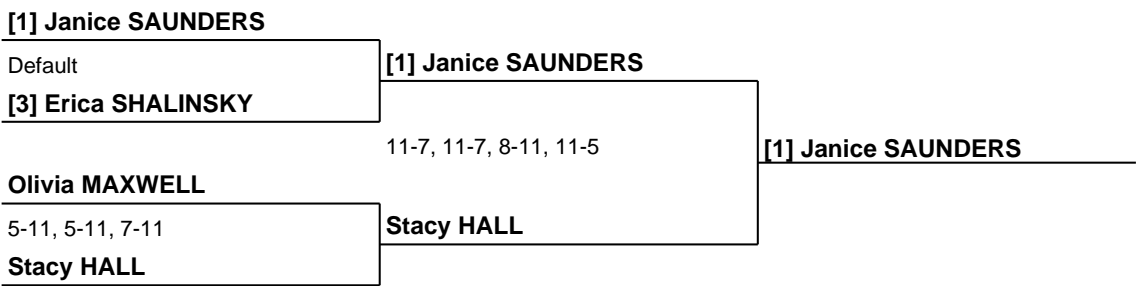 [1] Janice SAUNDERS
Default
[3] Erica SHALINSKY
[1] Janice SAUNDERS
11-7, 11-7, 8-11, 11-5
[1] Janice SAUNDERS
Olivia MAXWELL
5-11, 5-11, 7-11
Stacy HALL
Stacy HALL